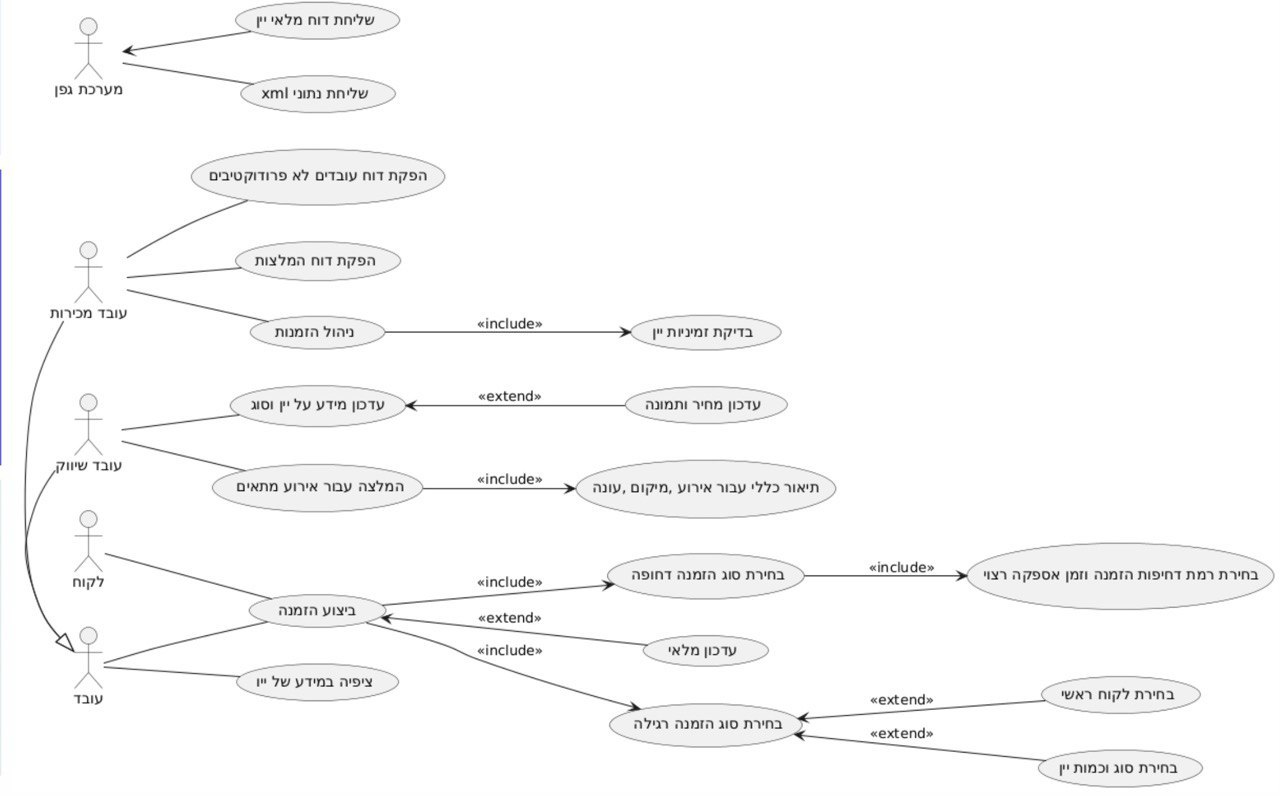 שליחת דוח מלאי יין
מערכת גפן
שליחת נתוני xml
הפקת דוח עובדים לא פרודוקטיבים
הפקת דוח המלצות
עובד מכירות
ניהול הזמנות
«include»
בדיקת זמיניות יין
עדכון מידע על יין וסוג
«extend»
עדכון מחיר ותמונה
עובד שיווק
המלצה עבור אירוע מתאים
«include»
תיאור כללי עבור אירוע ,מיקום ,עונה
לקוח
ביצוע הזמנה
«include»
בחירת סוג הזמנה דחופה
«include»
בחירת רמת דחיפות הזמנה וזמן אספקה רצוי
«extend»
עדכון מלאי
«include»
עובד
ציפיה במידע של ייו
בחירת סוג הזמנה רגילה
«extend»
בחירת לקוח ראשי
«extend»
בחירת סוג וכמות יין